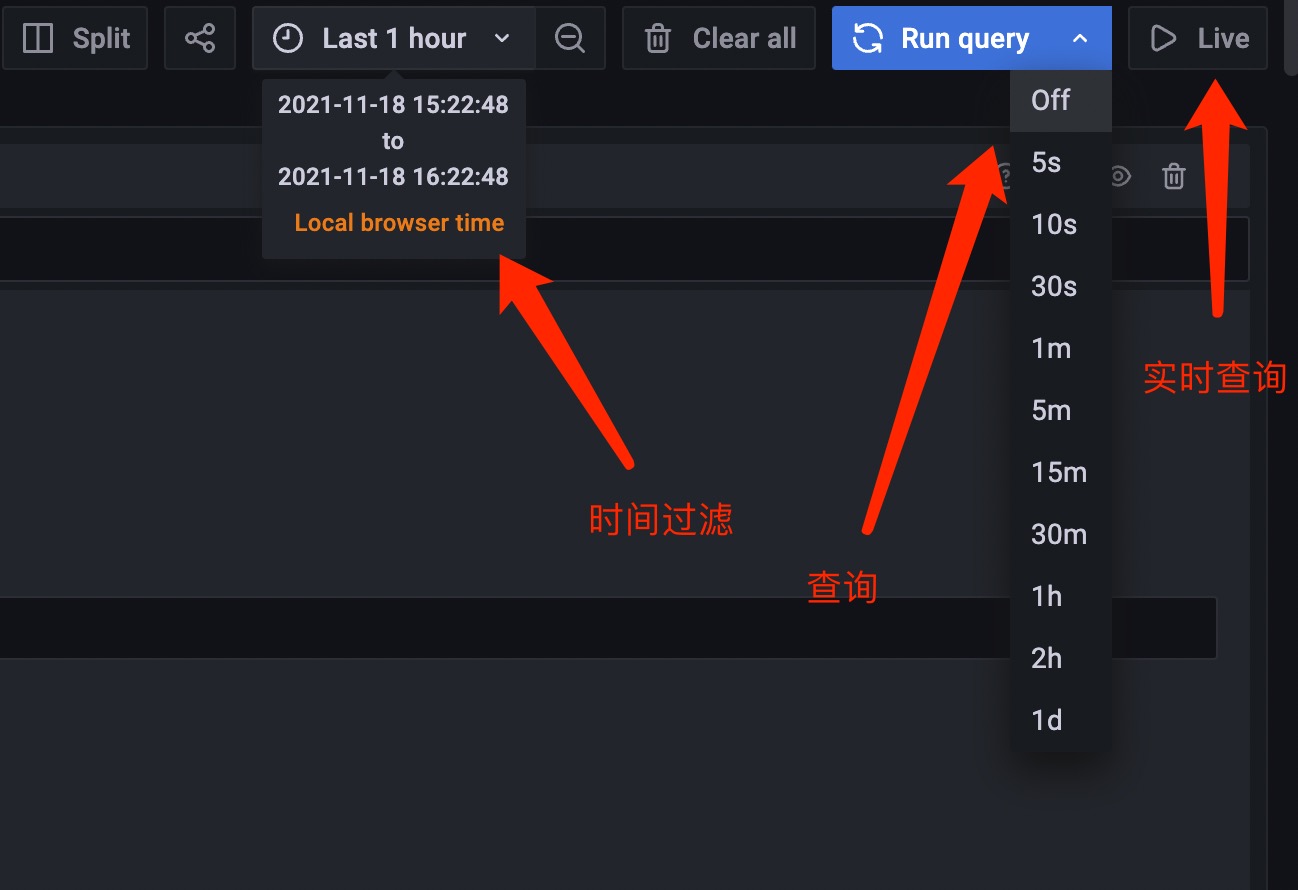 Split
Last 1 hour
Clear all
Run query
Live
2021-11-18 15:22:48
to
2021-11-18 16:22:48
Local browser time
Off
5s
10s
30s
1m
5m
15m
30m
1h
2h
1d
实时查询
时间过滤
查询